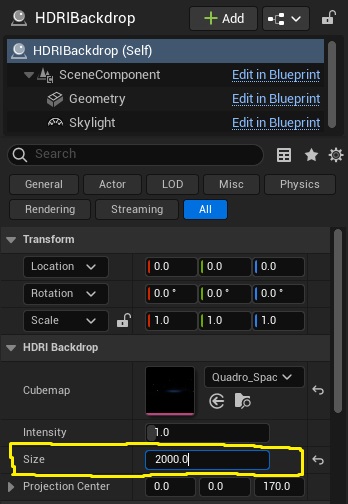 HDRIBackdrop
+ Add
HDRIBackdrop (Self)
SceneComponent Edit in Blueprint
Geometry Edit in Blueprint
Skylight Edit in Blueprint
Search
General Actor LOD Misc Physics
Rendering Streaming All
Transform
Location 0.0 0.0 0.0
Rotation 0.0 ° 0.0 ° 0.0 °
Scale 1.0 1.0 1.0
HDRI Backdrop
Cubemap Quadro_Spac
Intensity 1.0
Size 2000.0
Projection Center 0.0 0.0 170.0